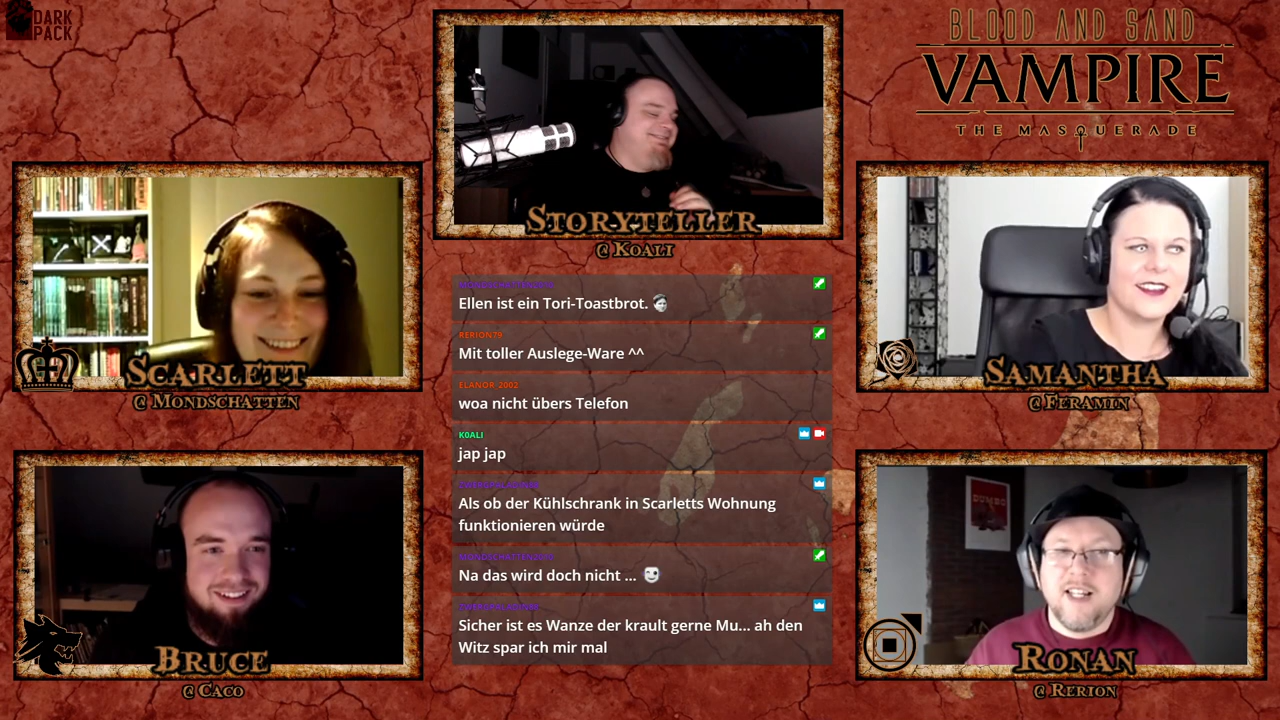 DARK
PACK
BLOOD AND SAND
VAMPIRE
THE MASQUERADE
STORYTELLER
@ KOALI
SCARLETT
@ MONDSCHATTEN
SAMANTHA
@ FERAMIN
Ellen ist ein Tori-Toastbrot.
RERION79
Mit toller Auslege-Ware ^^
ELANOR_2002
woa nicht übers Telefon
K0ALI
jap jap
Als ob der Kühlschrank in Scarletts Wohnung
funktionieren würde
Na das wird doch nicht ...
Sicher ist es Wanze der krault gerne Mu... ah den
Witz spar ich mir mal
DUMBO
BRUCE
@ CACO
RONAN
@ RERION